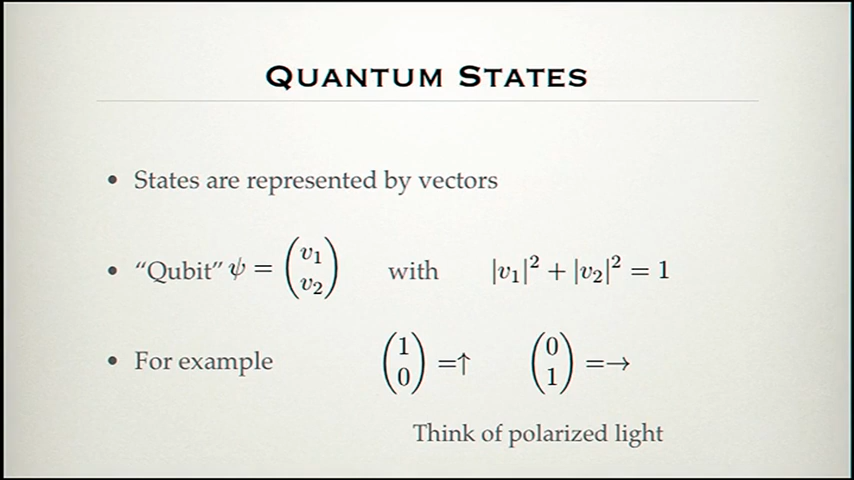 QUANTUM STATES
• States are represented by vectors
• “Qubit” ψ = (v₁ v₂) with |v₁|² + |v₂|² = 1
• For example (1 0) =↑ (0 1) =→
Think of polarized light